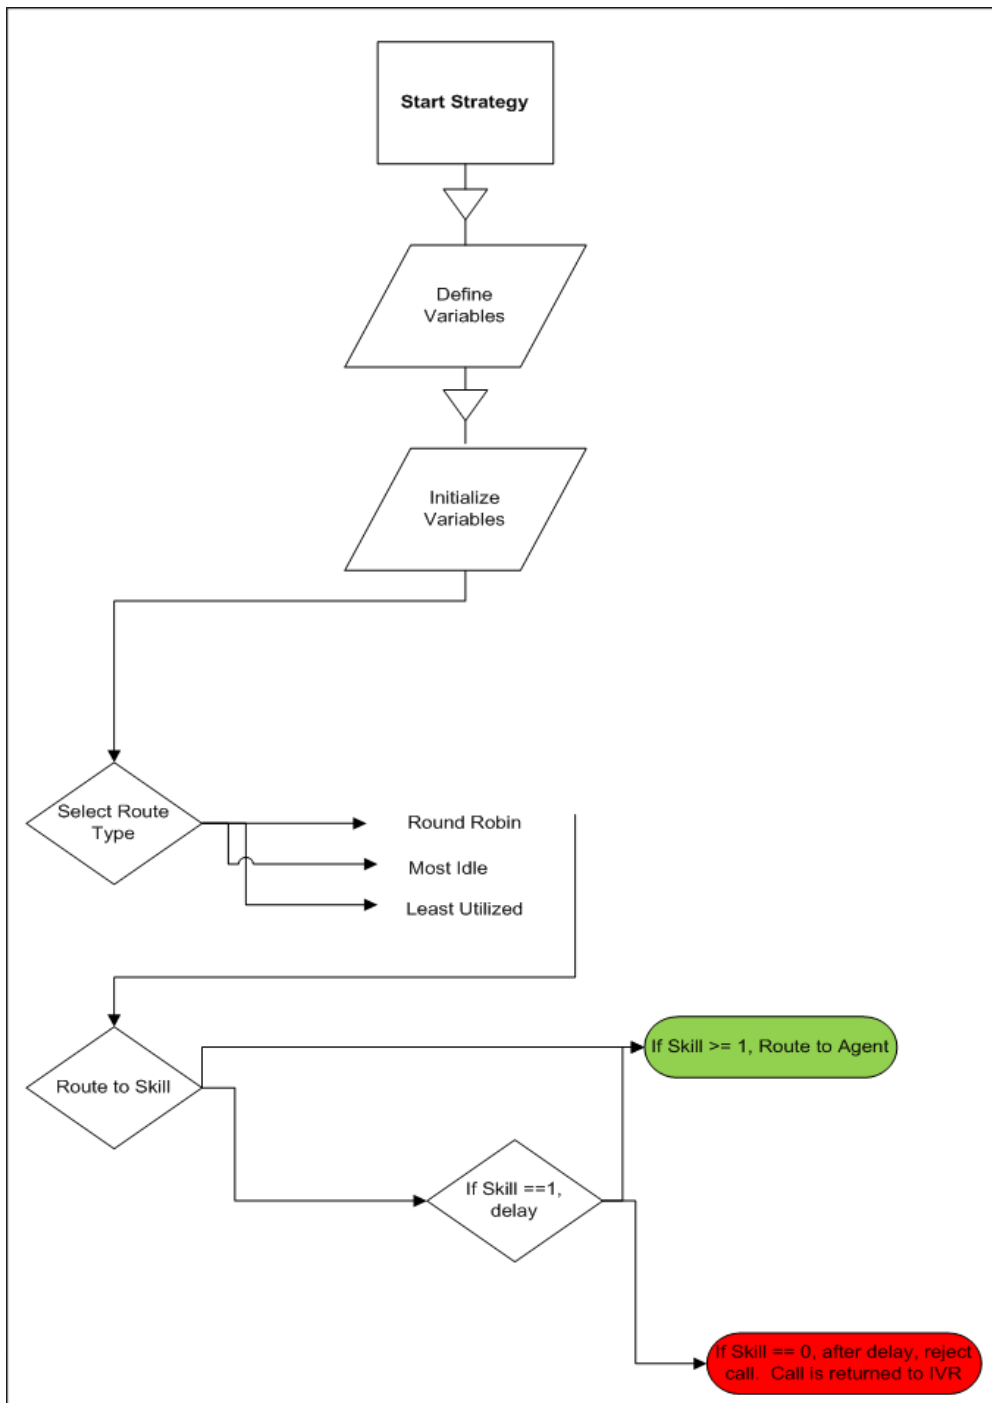 Start Strategy
Define
Variables
Initialize
Variables
Select Route
Type
Round Robin
Most Idle
Least Utilized
Route to Skill
If Skill >= 1, Route to Agent
If Skill ==1,
delay
If Skill == 0, after delay, reject
call.  Call is returned to IVR